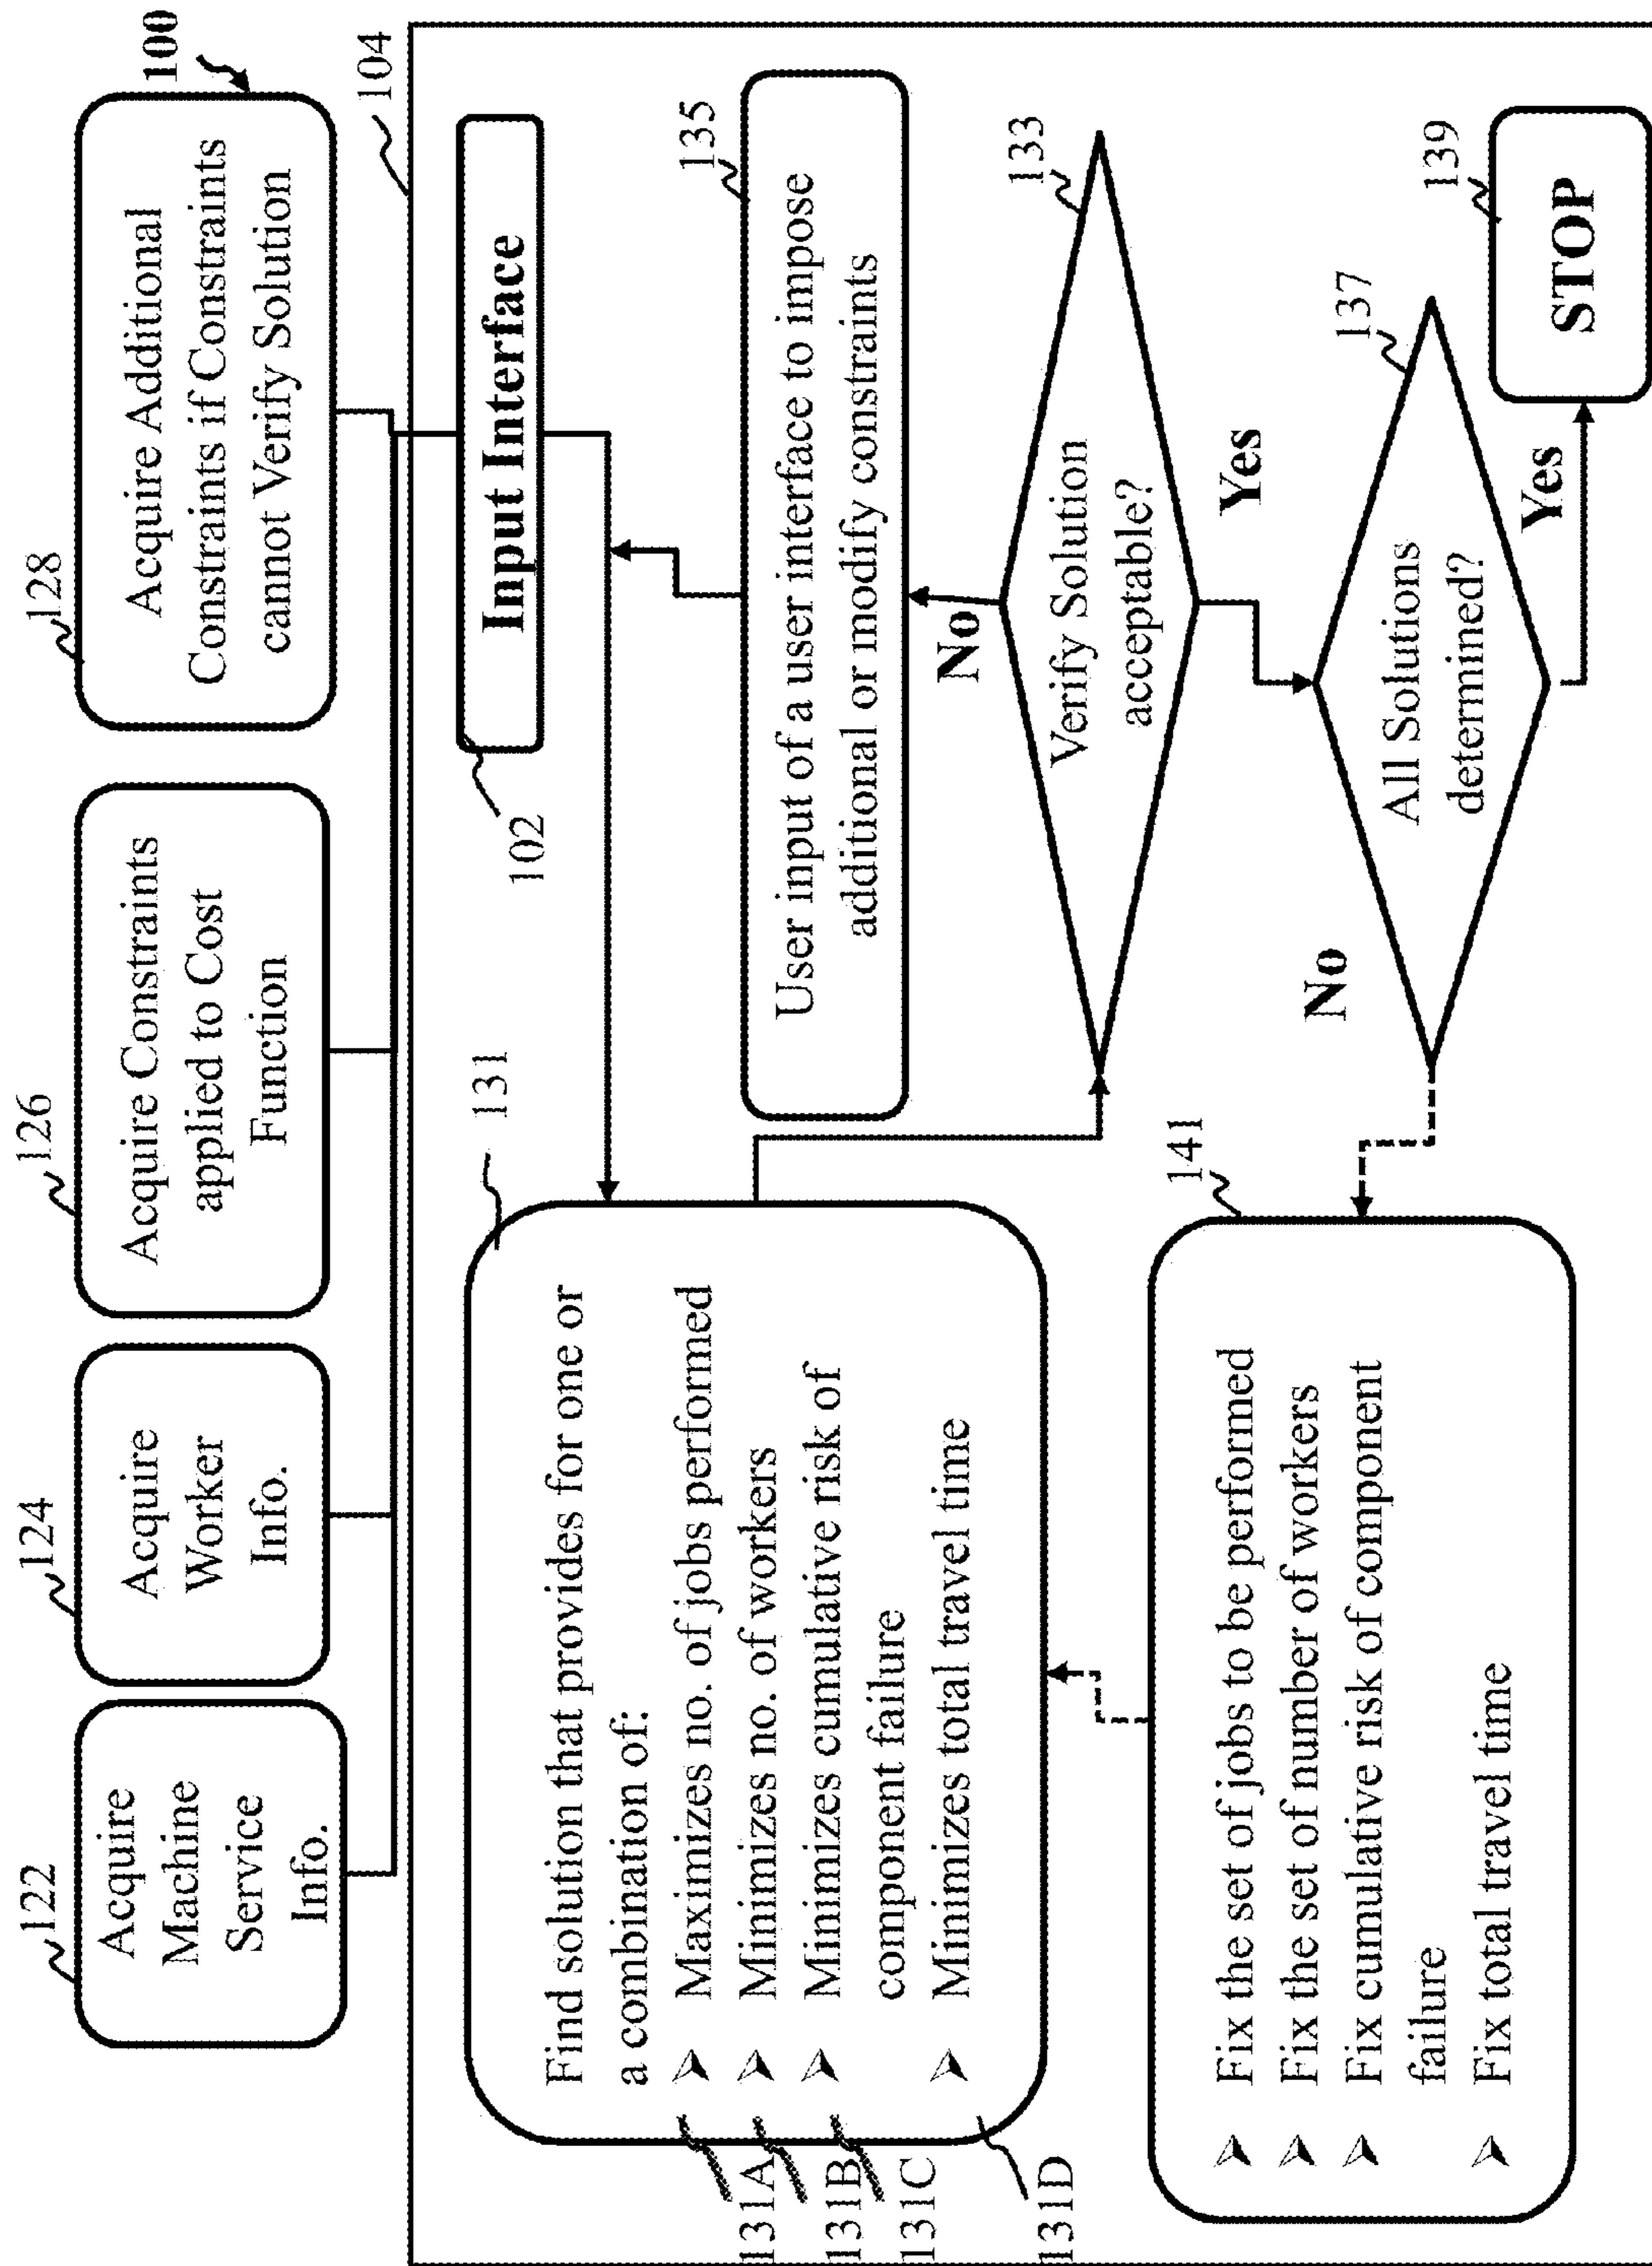 100
122
Acquire
Machine
Service
Info.
124
Acquire
Worker
Info.
126
Acquire Constraints
applied to Cost
Function
128
Acquire Additional
Constraints if Constraints
cannot Verify Solution
104
102
Input Interface
131
Find solution that provides for one or
a combination of:
➢ Maximizes no. of jobs performed
➢ Minimizes no. of workers
➢ Minimizes cumulative risk of
component failure
➢ Minimizes total travel time
131A
131B
131C
131D
135
User input of a user interface to impose
additional or modify constraints
No
133
Verify Solution
acceptable?
Yes
137
All Solutions
determined?
No
Yes
139
STOP
141
➢ Fix the set of jobs to be performed
➢ Fix the set of number of workers
➢ Fix cumulative risk of component
failure
➢ Fix total travel time